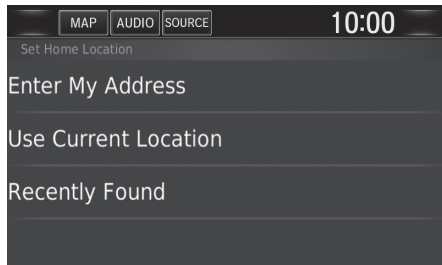 MAP AUDIO SOURCE 10:00
Set Home Location
Enter My Address
Use Current Location
Recently Found